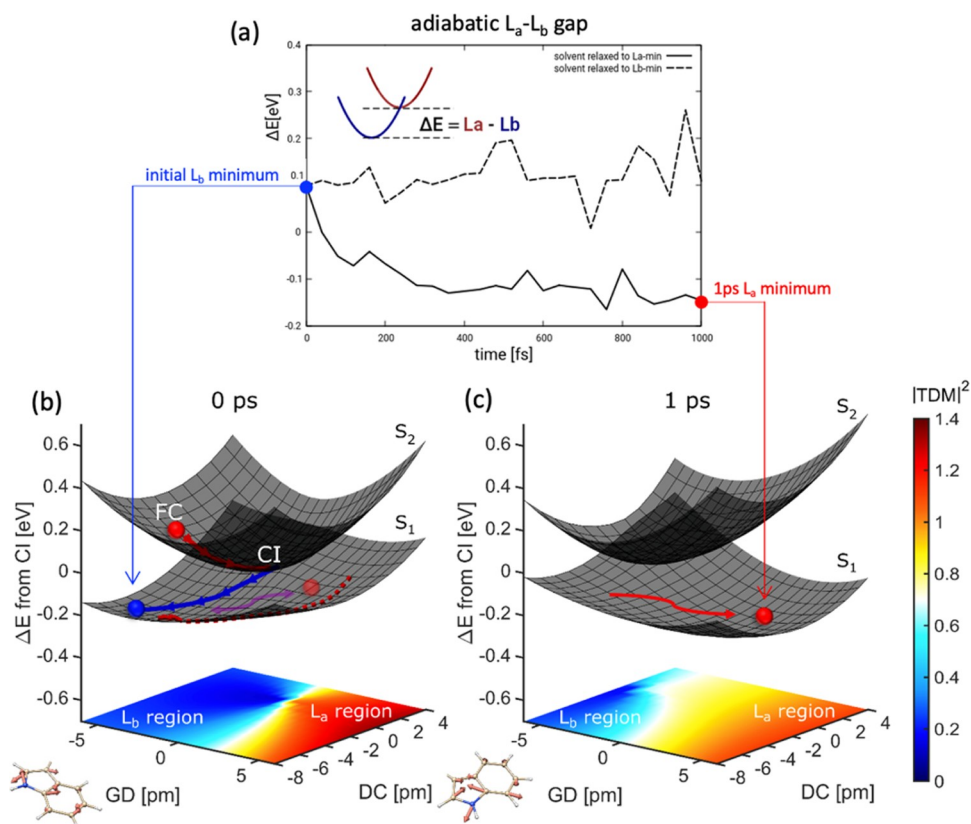 adiabatic La-Lb gap
(a)
0.4
0.3
0.2
0.1
0
-0.1
-0.2
ΔE[eV]
solvent relaxed to La-min
solvent relaxed to Lb-min
ΔE = La - Lb
initial Lb minimum
1ps La minimum
0
200
400
600
800
1000
time [fs]
(b)
0 ps
(c)
1 ps
|TDM|²
0.6
0.4
0.2
0
-0.2
-0.4
-0.6
ΔE from CI [eV]
S2
S1
FC
CI
Lb region
La region
-5
0
5
GD [pm]
-8
-6
-4
-2
0
2
4
DC [pm]
0.6
0.4
0.2
0
-0.2
-0.4
-0.6
ΔE from CI [eV]
S2
S1
Lb region
La region
-5
0
5
GD [pm]
-8
-6
-4
-2
0
2
4
DC [pm]
1.4
1.2
1
0.8
0.6
0.4
0.2
0